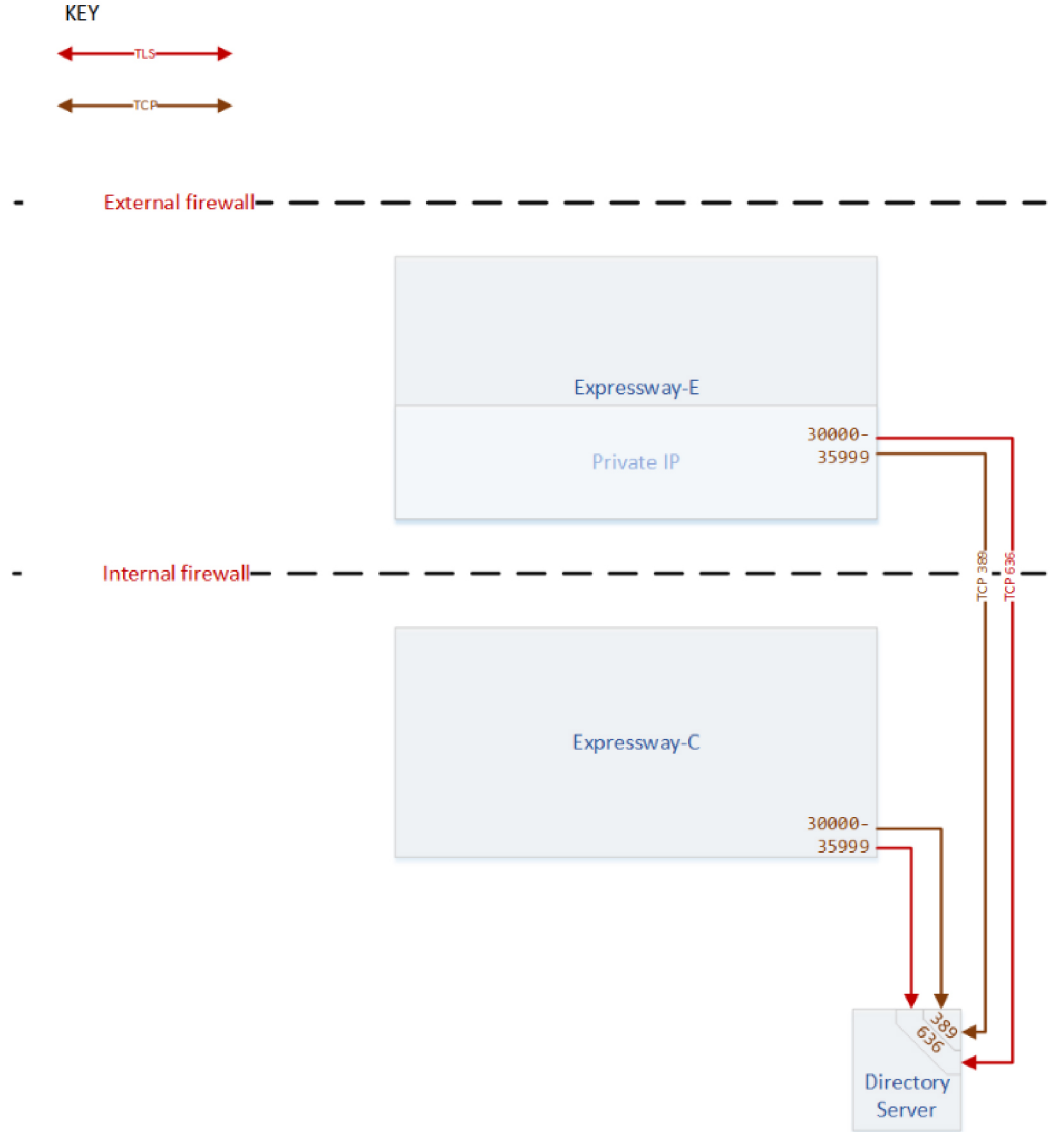 KEY
TLS
TCP
External firewall
Expressway-E
30000-
35999
Private IP
Internal firewall
TCP 389
TCP 636
Expressway-C
30000-
35999
389
636
Directory
Server